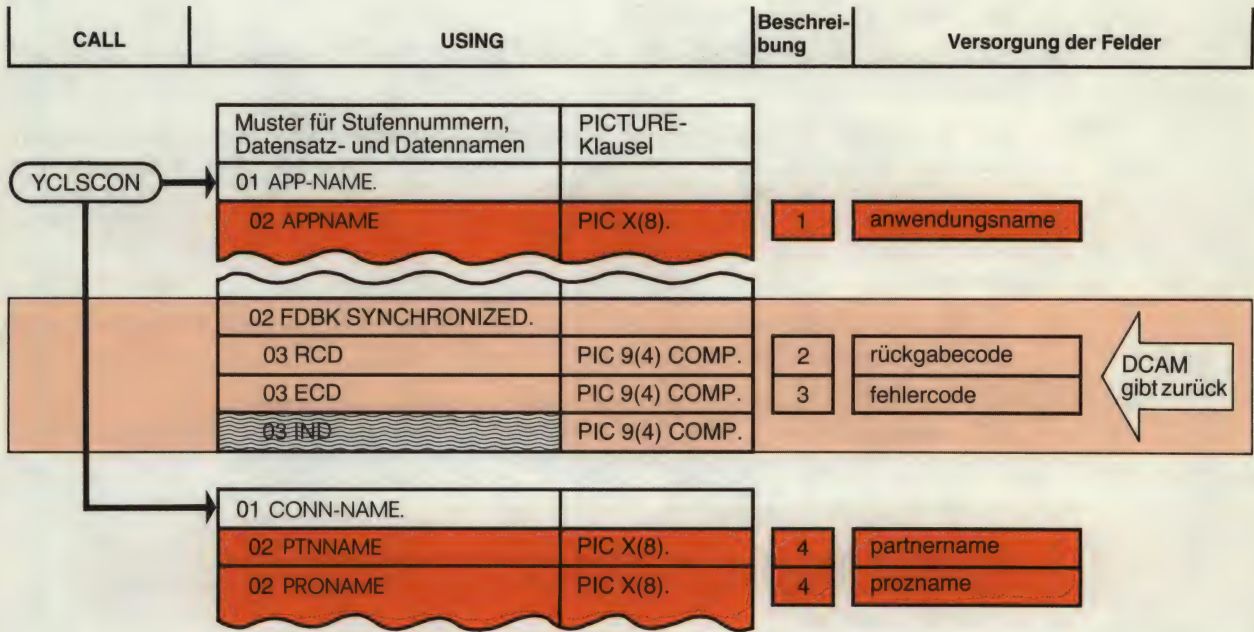 CALL USING Beschrei-
bung Versorgung der Felder
Muster für Stufennummern,
Datensatz- und Datennamen
PICTURE-
Klausel
YCLSCON
01 APP-NAME.
02 APPNAME PIC X(8). 1 anwendungsname
02 FDBK SYNCHRONIZED.
03 RCD PIC 9(4) COMP. 2 rückgabecode
03 ECD PIC 9(4) COMP. 3 fehlercode
DCAM
gibt zurück
03 IND PIC 9(4) COMP.
01 CONN-NAME.
02 PTNNAME PIC X(8). 4 partnername
02 PRONAME PIC X(8). 4 prozname